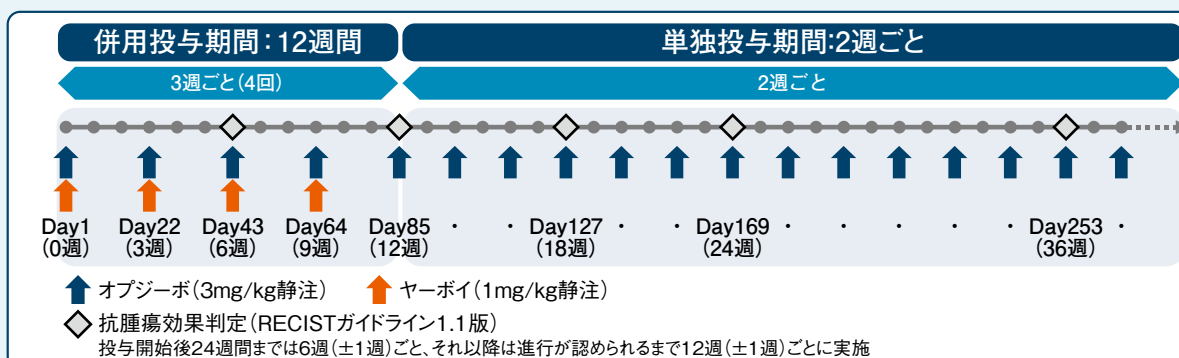 併用投与期間：12週間 単独投与期間:2週ごと
3週ごと(4回) 2週ごと
Day1 Day22 Day43 Day64 Day85 ・ ・ Day127 ・ ・ Day169 ・ ・ ・ ・ ・ Day253 ・
(0週) (3週) (6週) (9週) (12週) (18週) (24週) (36週)
オプジーボ(3mg/kg静注) ヤーボイ(1mg/kg静注)
抗腫瘍効果判定(RECISTガイドライン1.1版)
投与開始後24週間までは6週(±1週)ごと、それ以降は進行が認められるまで12週(±1週)ごとに実施